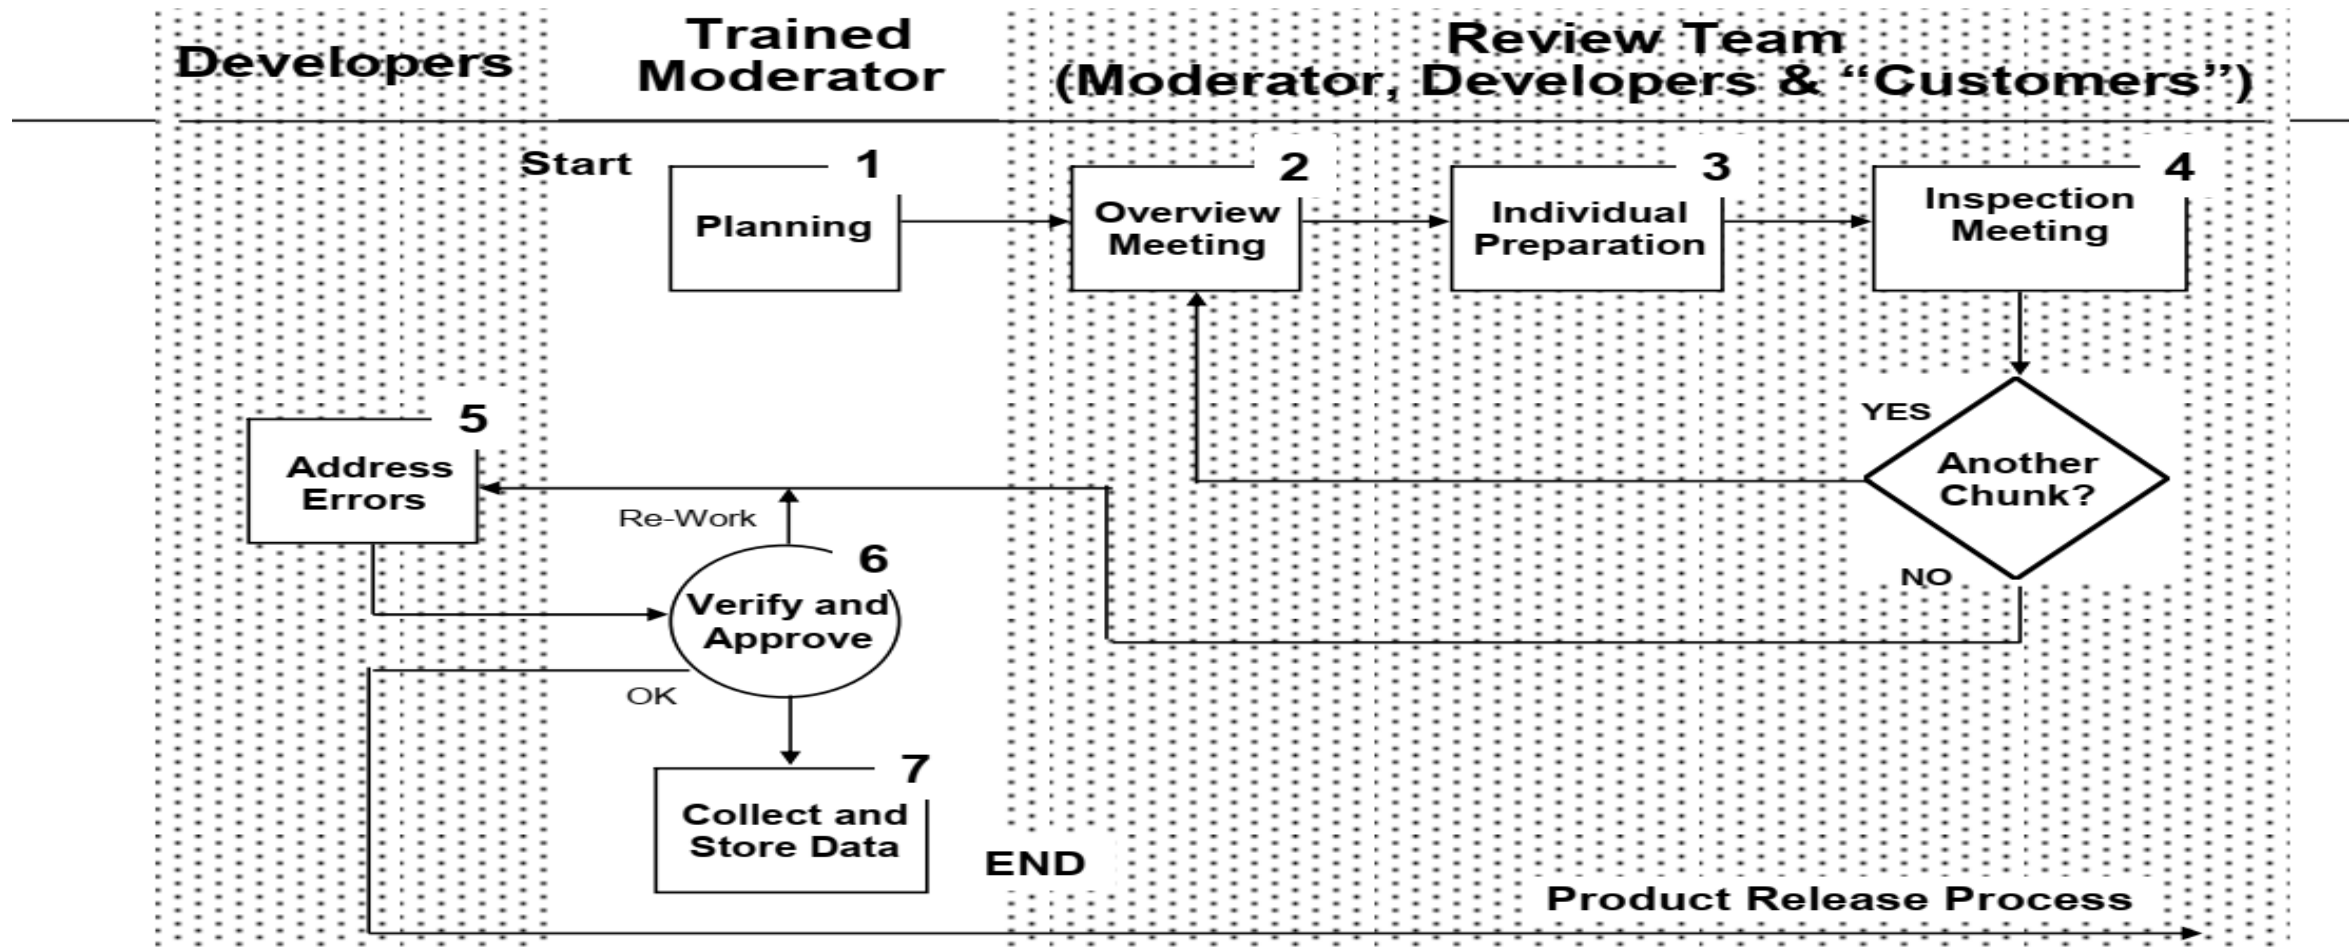 Developers
Trained
Moderator
Review Team
(Moderator, Developers & “Customers”)
Start
1
Planning
2
Overview
Meeting
3
Individual
Preparation
4
Inspection
Meeting
YES
Another
Chunk?
NO
5
Address
Errors
Re-Work
6
Verify and
Approve
OK
7
Collect and
Store Data
END
Product Release Process